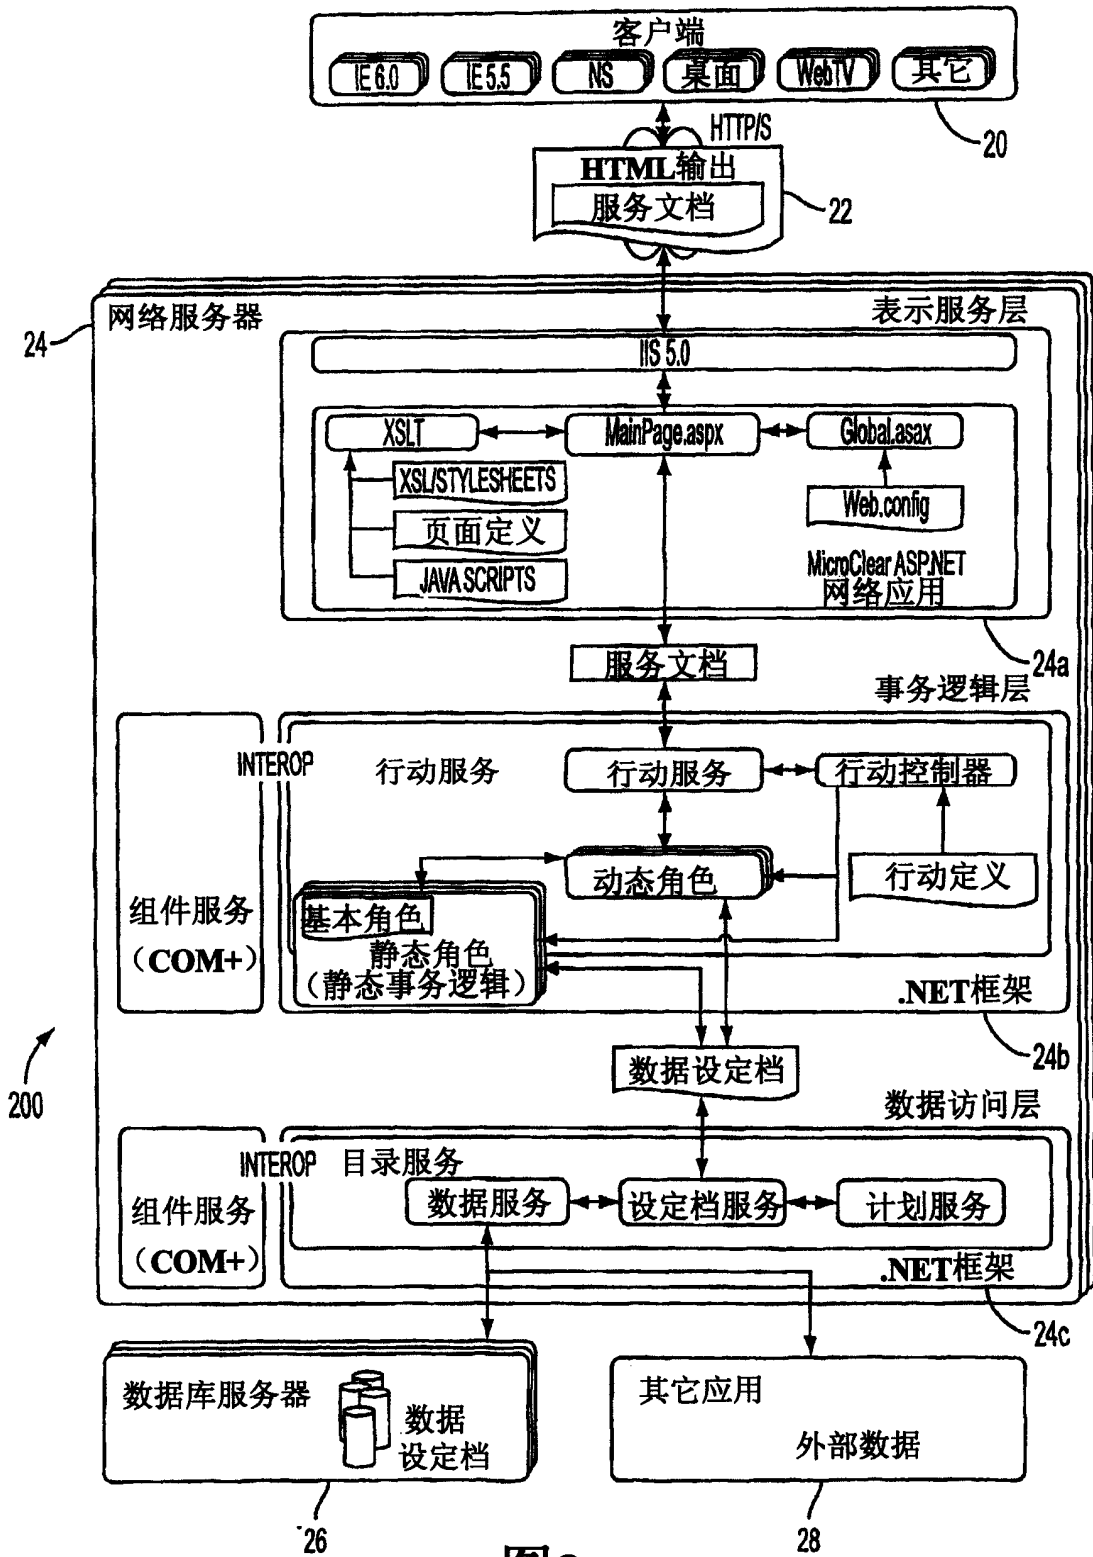 客户端
IE 6.0
IE 5.5
NS
桌面
WebTV
其它
20
HTTP/S
HTML输出
服务文档
22
24
网络服务器
表示服务层
IIS 5.0
XSLT
MainPage.aspx
Global.asax
XSL/STYLESHEETS
Web.config
页面定义
JAVA SCRIPTS
MicroClear ASP.NET
网络应用
24a
服务文档
事务逻辑层
INTEROP
行动服务
行动服务
行动控制器
动态角色
行动定义
基本角色
静态角色
（静态事务逻辑）
组件服务
（COM+）
.NET框架
24b
200
数据设定档
数据访问层
INTEROP
目录服务
数据服务
设定档服务
计划服务
组件服务
（COM+）
.NET框架
24c
数据库服务器
数据
设定档
其它应用
外部数据
26
28